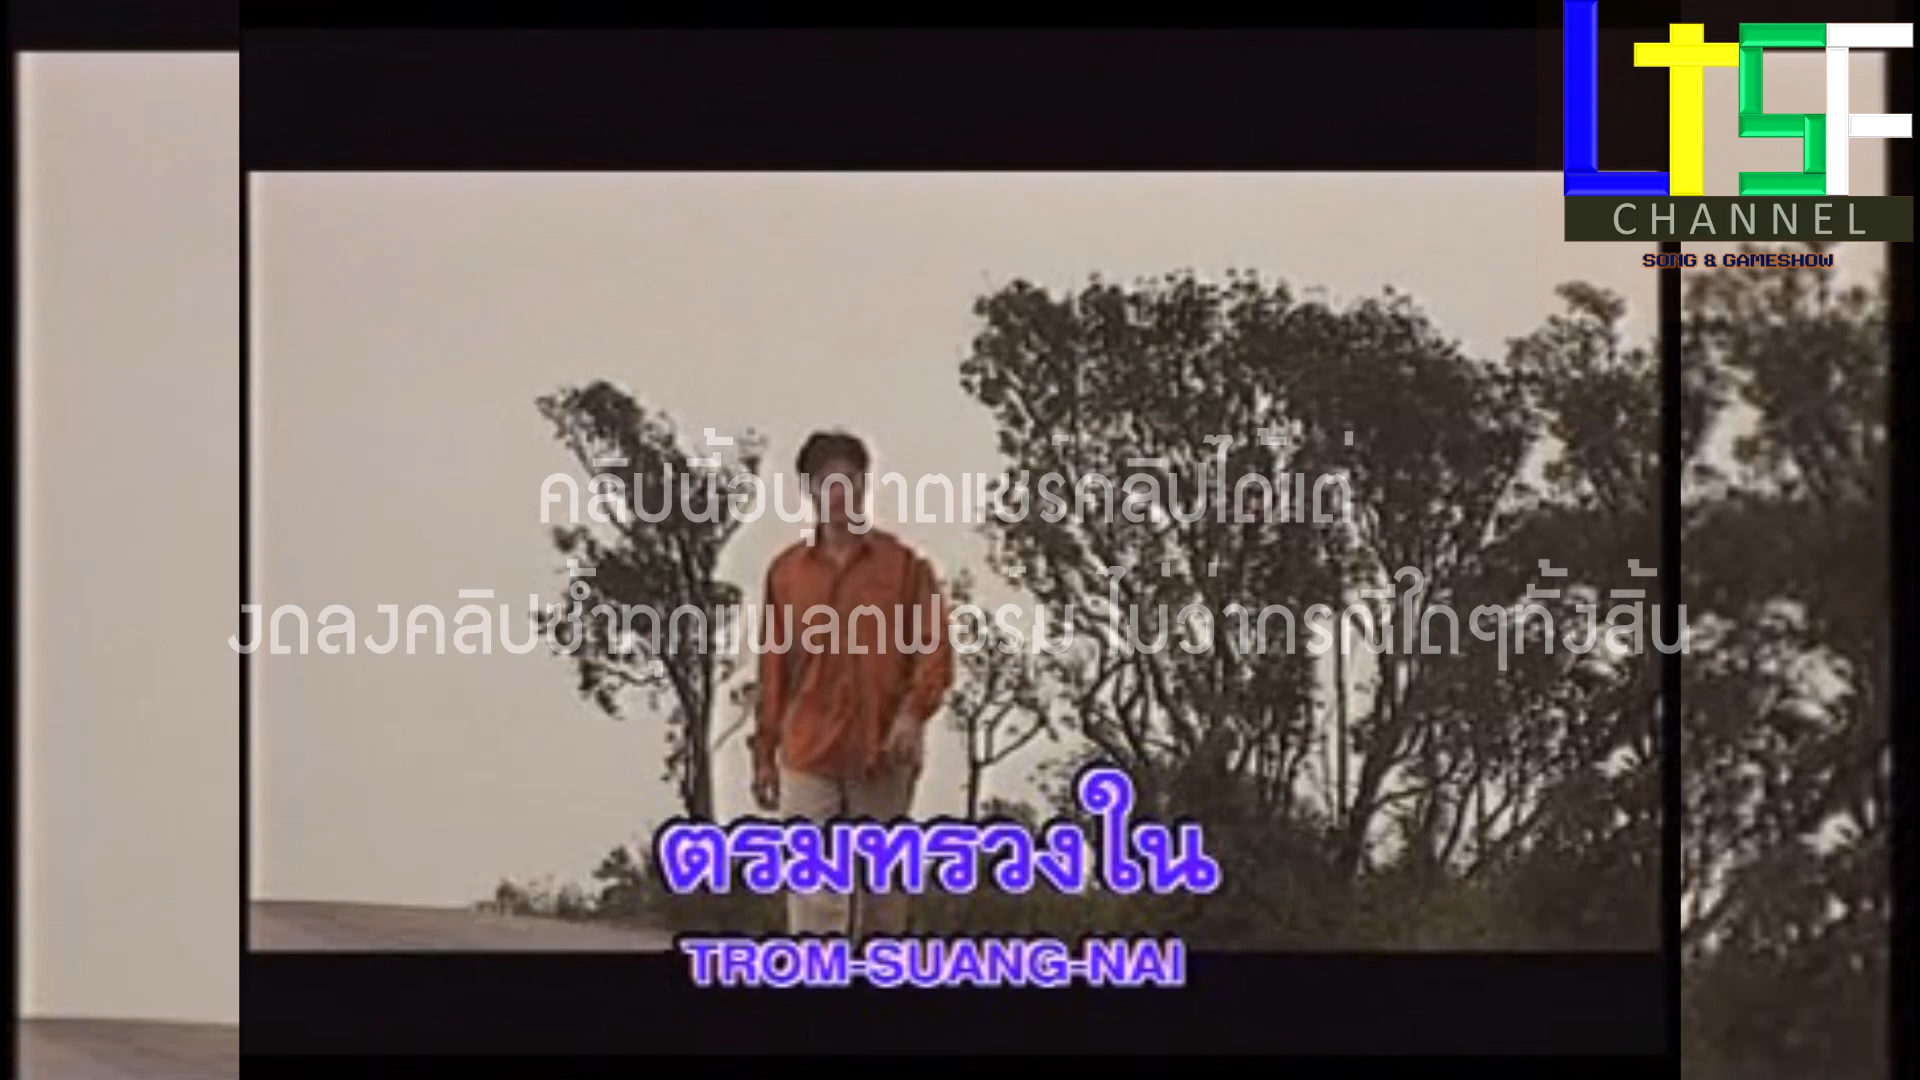 LTSF
CHANNEL
SONG & GAMESHOW
คลิปนี้อนุญาตแชร์คลิปได้แต่
งดลงคลิปซ้ำทุกแพลตฟอร์ม ไม่ว่ากรณีใดๆทั้งสิ้น
ตรมทรวงใน
TROM-SUANG-NAI